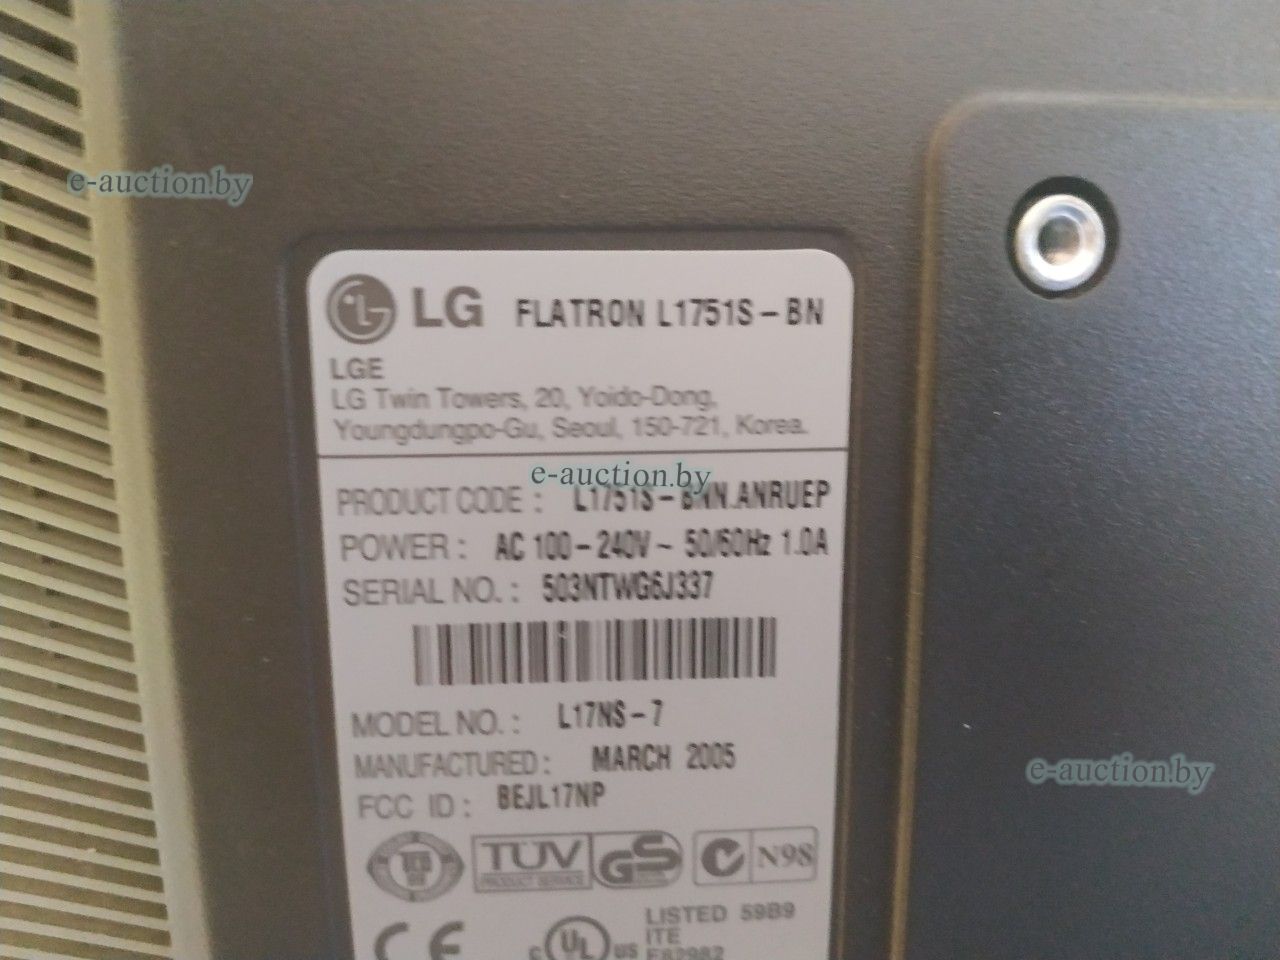 e-auction.by
LG FLATRON L1751S-BN
LGE
LG Twin Towers, 20, Yoido-Dong,
Youngdungpo-Gu, Seoul, 150-721, Korea.
e-auction.by
PRODUCT CODE : L1751S-BNN.ANRUEP
POWER : AC 100-240V ~ 50/60Hz 1.0A
SERIAL NO. : 503NTWG6J337
MODEL NO. : L17NS-7
e-auction.by
MANUFACTURED : MARCH 2005
FCC ID : BEJL17NP
TÜV GS N98
PRODUCT SERVICE
LISTED 59B9
CE c UL US ITE
E82982